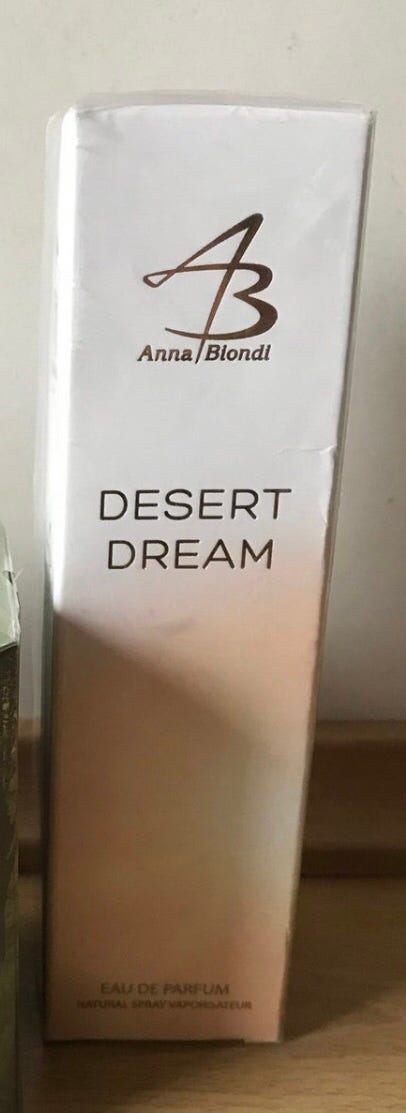 AB
Anna Biondi
DESERT
DREAM
EAU DE PARFUM
NATURAL SPRAY VAPORISATEUR